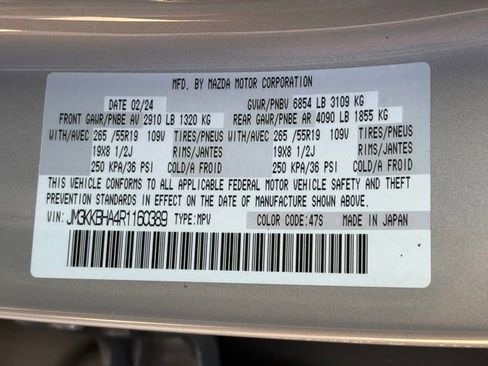 MFD. BY MAZDA MOTOR CORPORATION
DATE 02/24 GVWR/PNBV 6854 LB 3109 KG
FRONT GAWR/PNBE AV 2910 LB 1320 KG REAR GAWR/PNBE AR 4090 LB 1855 KG
WITH/AVEC 265 /55R19 109V TIRES/PNEUS WITH/AVEC 265 /55R19 109V TIRES/PNEUS
19X8 1/2J RIMS/JANTES 19X8 1/2J RIMS/JANTES
250 KPA/36 PSI COLD/A FROID 250 KPA/36 PSI COLD/A FROID
THIS VEHICLE CONFORMS TO ALL APPLICABLE FEDERAL MOTOR VEHICLE SAFETY AND THEFT
PREVENTION STANDARDS IN EFFECT ON THE DATE OF MANUFACTURE SHOWN ABOVE.
VIN: JM3KKBHA4R1160389 TYPE:MPV COLOR CODE:47S MADE IN JAPAN